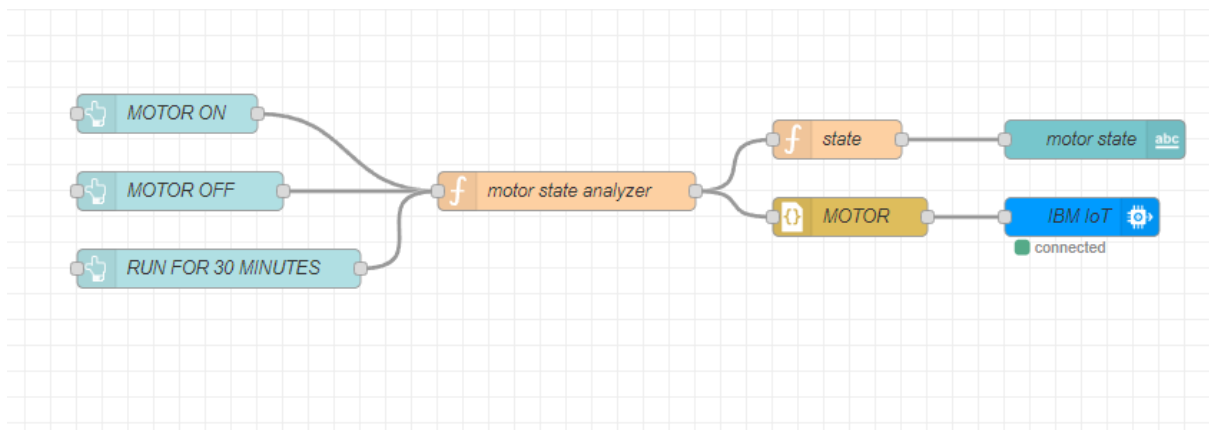 MOTOR ON
MOTOR OFF
RUN FOR 30 MINUTES
f motor state analyzer
f state
motor state abc
{} MOTOR
IBM IoT
connected